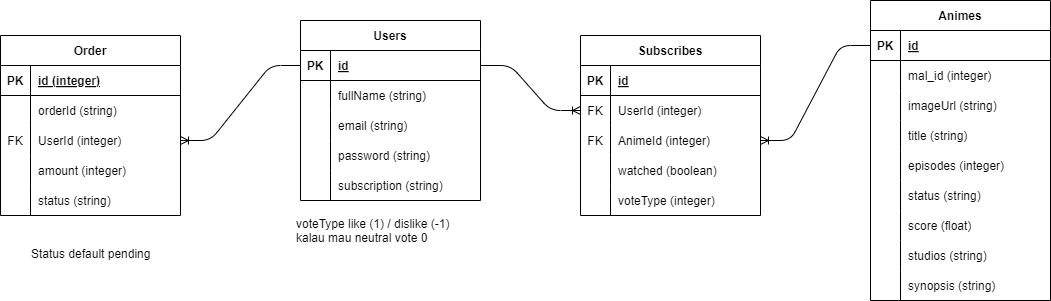 Order
PK id (integer)
orderId (string)
FK UserId (integer)
amount (integer)
status (string)
Status default pending
Users
PK id
fullName (string)
email (string)
password (string)
subscription (string)
voteType like (1) / dislike (-1)
kalau mau neutral vote 0
Subscribes
PK id
FK UserId (integer)
FK AnimeId (integer)
watched (boolean)
voteType (integer)
Animes
PK id
mal_id (integer)
imageUrl (string)
title (string)
episodes (integer)
status (string)
score (float)
studios (string)
synopsis (string)